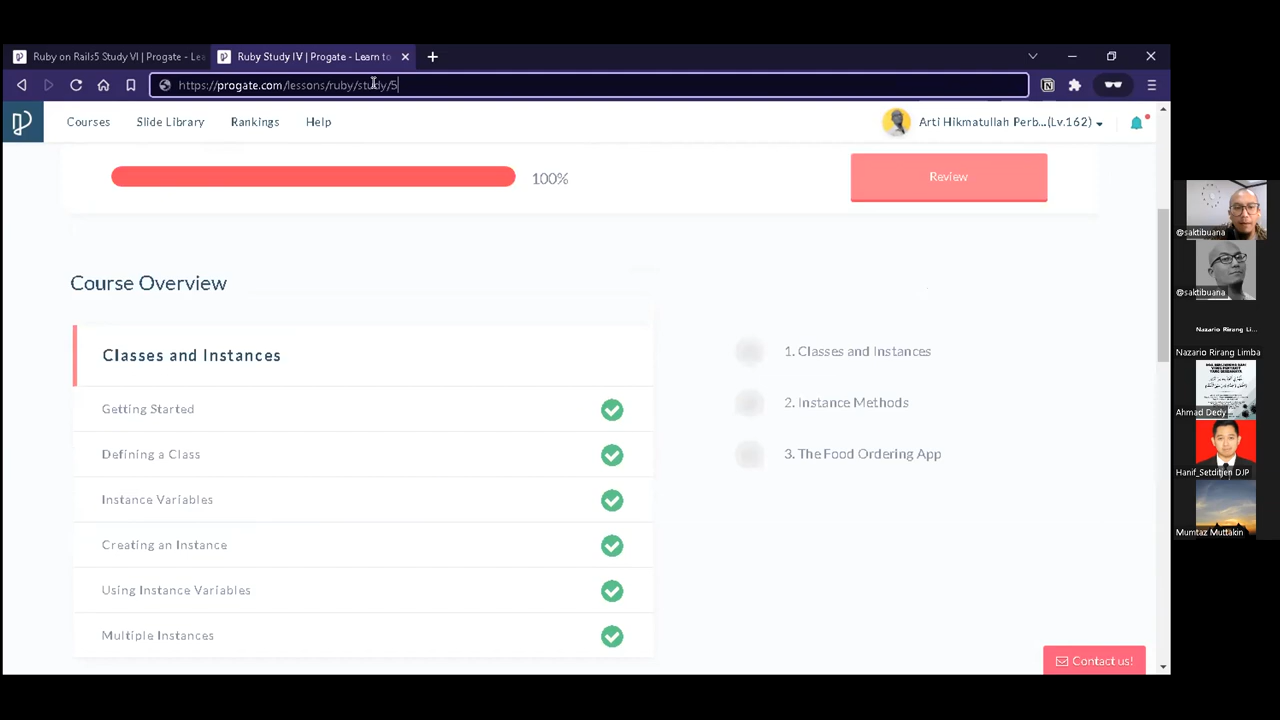 Ruby on Rails5 Study VI | Progate - Le
Ruby Study IV | Progate - Learn to
https://progate.com/lessons/ruby/study/5
Courses
Slide Library
Rankings
Help
Arti Hikmatullah Perb...(Lv.162)
100%
Review
Course Overview
Classes and Instances
Getting Started
Defining a Class
Instance Variables
Creating an Instance
Using Instance Variables
Multiple Instances
1. Classes and Instances
2. Instance Methods
3. The Food Ordering App
Contact us!
@saktibuana
@saktibuana
Nazario Rirang Li...
Nazario Rirang Limba
Ahmad Dedy
Hanif_Setditjen DJP
Mumtaz Muttakin